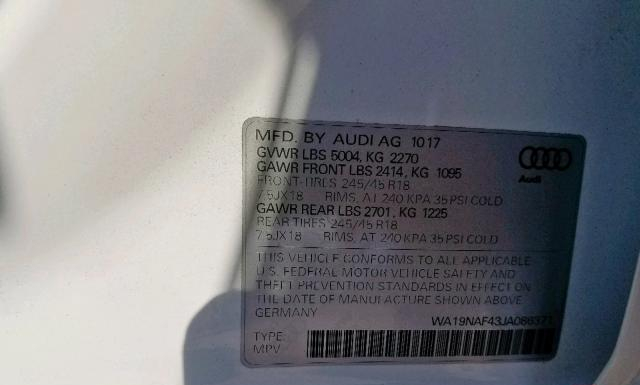 MFD. BY AUDI AG 1017
GVWR LBS 5004, KG 2270
GAWR FRONT LBS 2414, KG 1095
FRONT-TIRES 245/45 R18
7.5JX18 RIMS, AT 240 KPA 35 PSI COLD
GAWR REAR LBS 2701, KG 1225
REAR TIRES 245/45 R18
7.5JX18 RIMS, AT 240 KPA 35 PSI COLD
Audi
THIS VEHICLE CONFORMS TO ALL APPLICABLE
U.S. FEDERAL MOTOR VEHICLE SAFETY AND
THEFT PREVENTION STANDARDS IN EFFECT ON
THE DATE OF MANUFACTURE SHOWN ABOVE
GERMANY
WA19NAF43JA086371
TYPE:
MPV